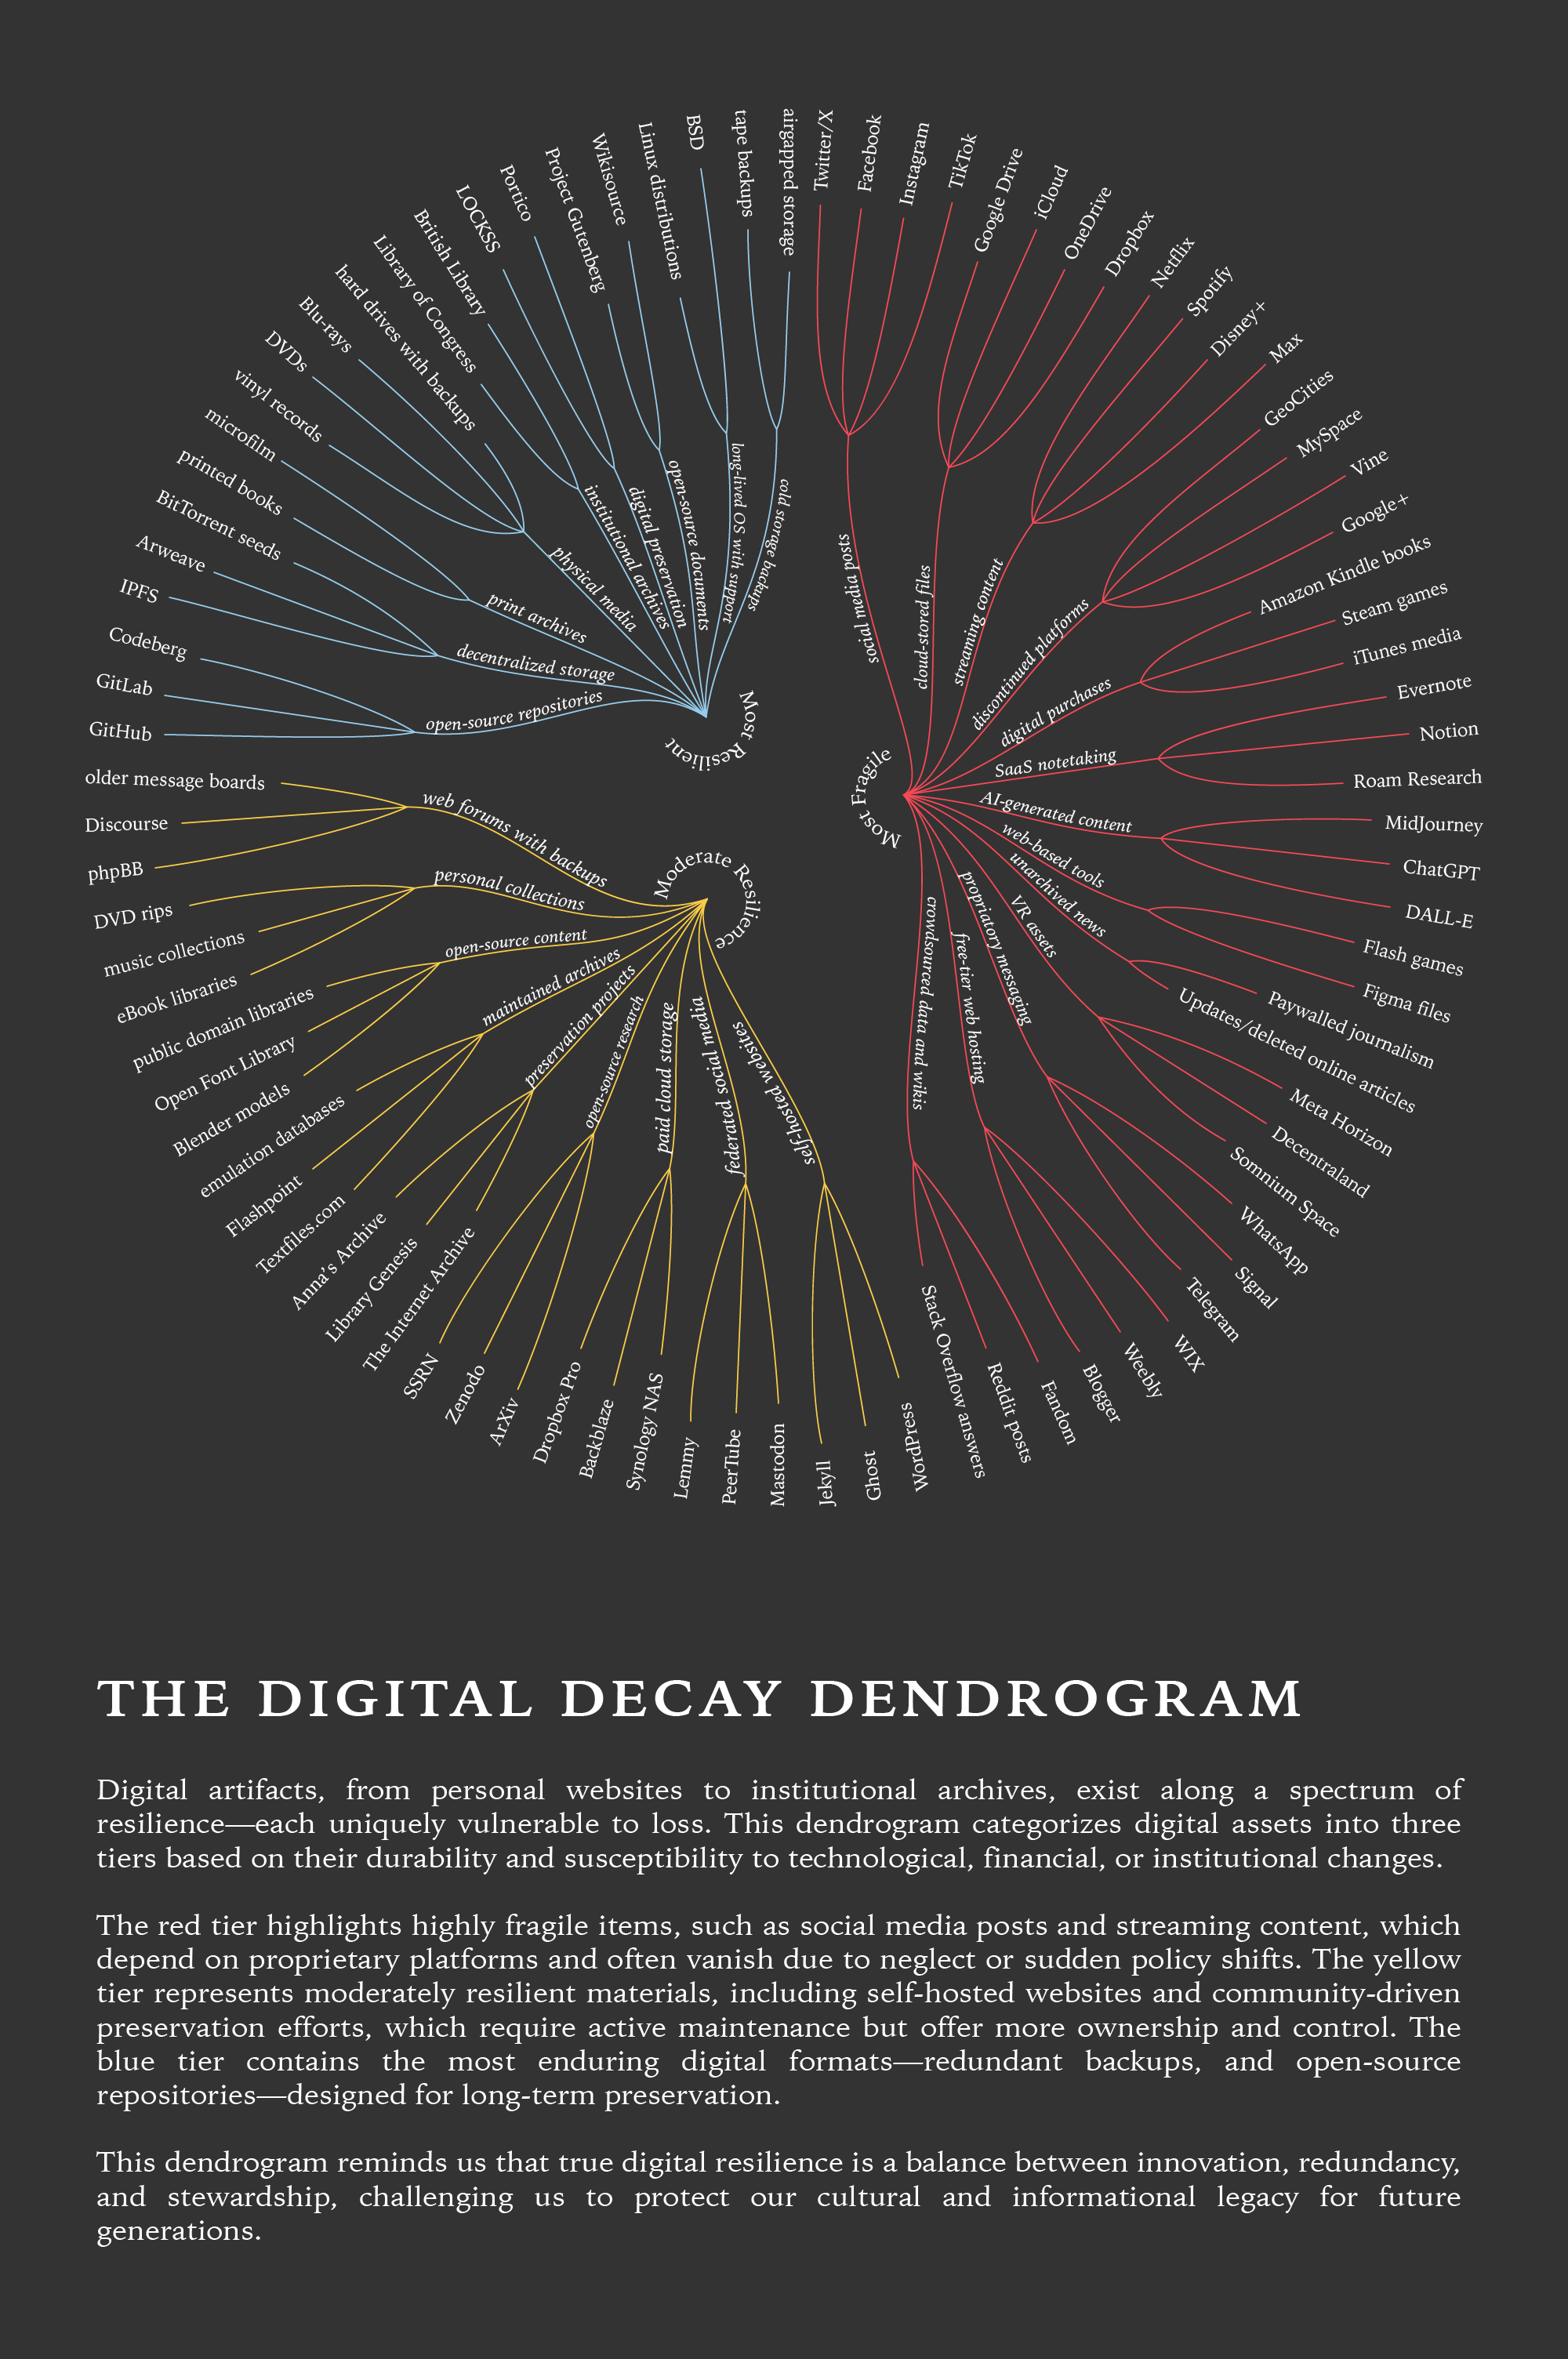 airgapped storage
tape backups
BSD
Linux distributions
Wikisource
Project Gutenberg
Portico
LOCKSS
British Library
Library of Congress
hard drives with backups
Blu-rays
DVDs
vinyl records
microfilm
printed books
BitTorrent seeds
Arweave
IPFS
Codeberg
GitLab
GitHub
cold storage backups
long-lived OS with support
open-source documents
digital preservation
institutional archives
physical media
print archives
decentralized storage
open-source repositories
Most Resilient
Twitter/X
Facebook
Instagram
TikTok
Google Drive
iCloud
OneDrive
Dropbox
Netflix
Spotify
Disney+
Max
GeoCities
MySpace
Vine
Google+
Amazon Kindle books
Steam games
iTunes media
Evernote
Notion
Roam Research
MidJourney
ChatGPT
DALL-E
Flash games
Figma files
Paywalled journalism
Updates/deleted online articles
Meta Horizon
Decentraland
Somnium Space
WhatsApp
Signal
Telegram
WIX
Weebly
Blogger
Fandom
Reddit posts
Stack Overflow answers
social media posts
cloud-stored files
streaming content
discontinued platforms
digital purchases
SaaS notetaking
AI-generated content
web-based tools
unarchived news
VR assets
propriatory messaging
free-tier web hosting
crowdsourced data and wikis
Most Fragile
older message boards
Discourse
phpBB
DVD rips
music collections
eBook libraries
public domain libraries
Open Font Library
Blender models
emulation databases
Flashpoint
Textfiles.com
Anna's Archive
Library Genesis
The Internet Archive
SSRN
Zenodo
ArXiv
Dropbox Pro
Backblaze
Synology NAS
Lemmy
PeerTube
Mastodon
Jekyll
Ghost
WordPress
web forums with backups
personal collections
open-source content
maintained archives
preservation projects
open-source research
paid cloud storage
federated social media
self-hosted websites
Moderate Resilience
THE DIGITAL DECAY DENDROGRAM
Digital artifacts, from personal websites to institutional archives, exist along a spectrum of
resilience—each uniquely vulnerable to loss. This dendrogram categorizes digital assets into three
tiers based on their durability and susceptibility to technological, financial, or institutional changes.
The red tier highlights highly fragile items, such as social media posts and streaming content, which
depend on proprietary platforms and often vanish due to neglect or sudden policy shifts. The yellow
tier represents moderately resilient materials, including self-hosted websites and community-driven
preservation efforts, which require active maintenance but offer more ownership and control. The
blue tier contains the most enduring digital formats—redundant backups, and open-source
repositories—designed for long-term preservation.
This dendrogram reminds us that true digital resilience is a balance between innovation, redundancy,
and stewardship, challenging us to protect our cultural and informational legacy for future
generations.